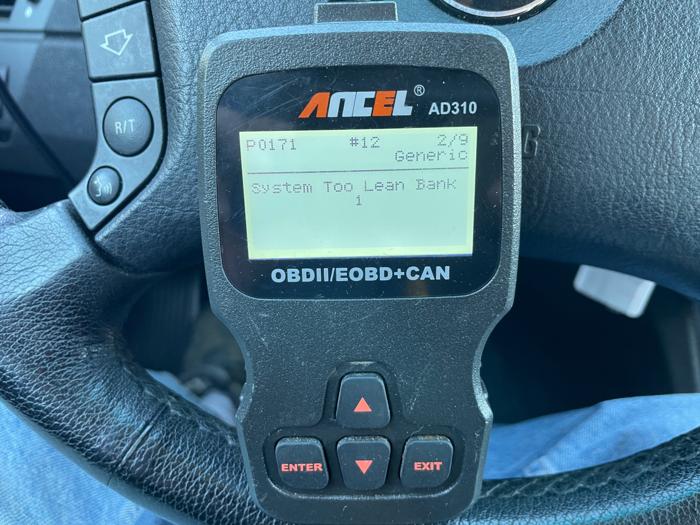 R/T
ANCEL® AD310
P0171 #12 2/9
Generic
System Too Lean Bank
1
OBDII/EOBD+CAN
ENTER
EXIT